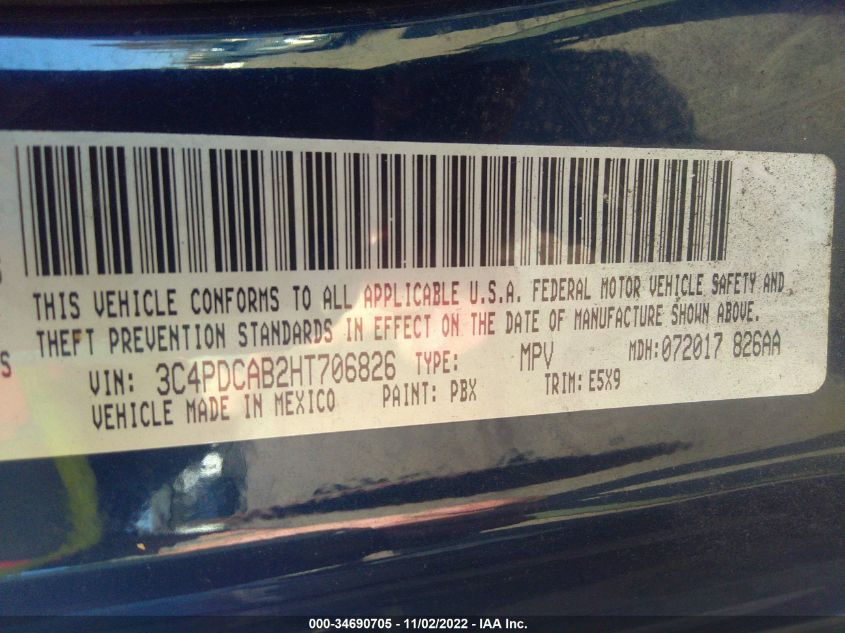 THIS VEHICLE CONFORMS TO ALL APPLICABLE U.S.A. FEDERAL MOTOR VEHICLE SAFETY AND
THEFT PREVENTION STANDARDS IN EFFECT ON THE DATE OF MANUFACTURE SHOWN ABOVE.
S VIN: 3C4PDCAB2HT706826 TYPE: MPV MDH:072017 826AA
VEHICLE MADE IN MEXICO PAINT: PBX TRIM: E5X9
000-34690705 - 11/02/2022 - IAA Inc.